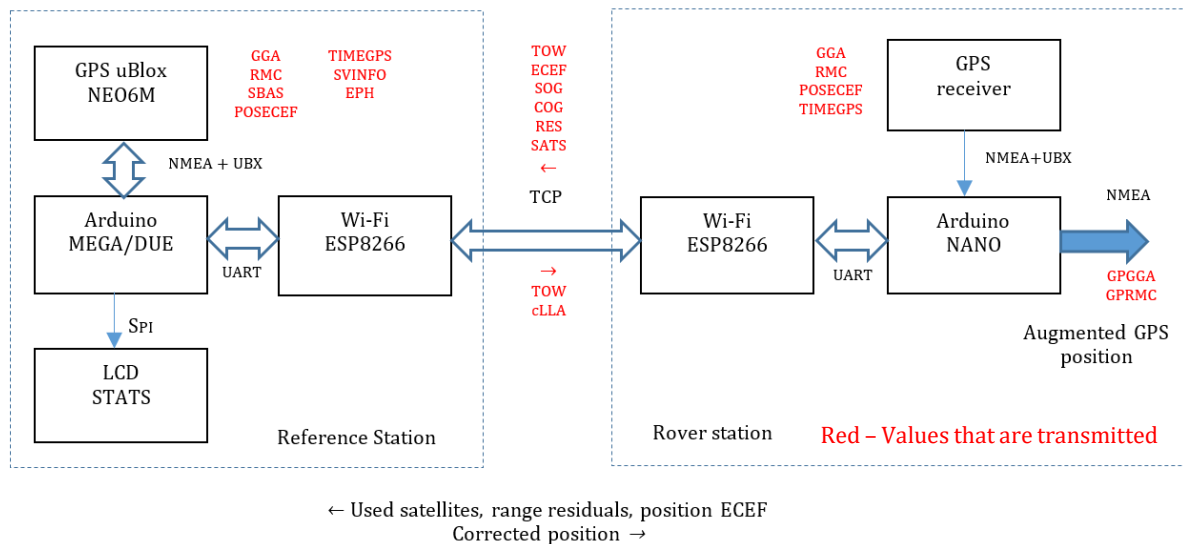 GPS uBlox
NEO6M
GGA
RMC
SBAS
POSECEF
TIMEGPS
SVINFO
EPH
NMEA + UBX
Arduino
MEGA/DUE
UART
Wi-Fi
ESP8266
SPI
LCD
STATS
Reference Station
TOW
ECEF
SOG
COG
RES
SATS
←
TCP
→
TOW
cLLA
GGA
RMC
POSECEF
TIMEGPS
GPS
receiver
NMEA+UBX
Wi-Fi
ESP8266
UART
Arduino
NANO
NMEA
GPGGA
GPRMC
Augmented GPS
position
Rover station
Red – Values that are transmitted
← Used satellites, range residuals, position ECEF
Corrected position →